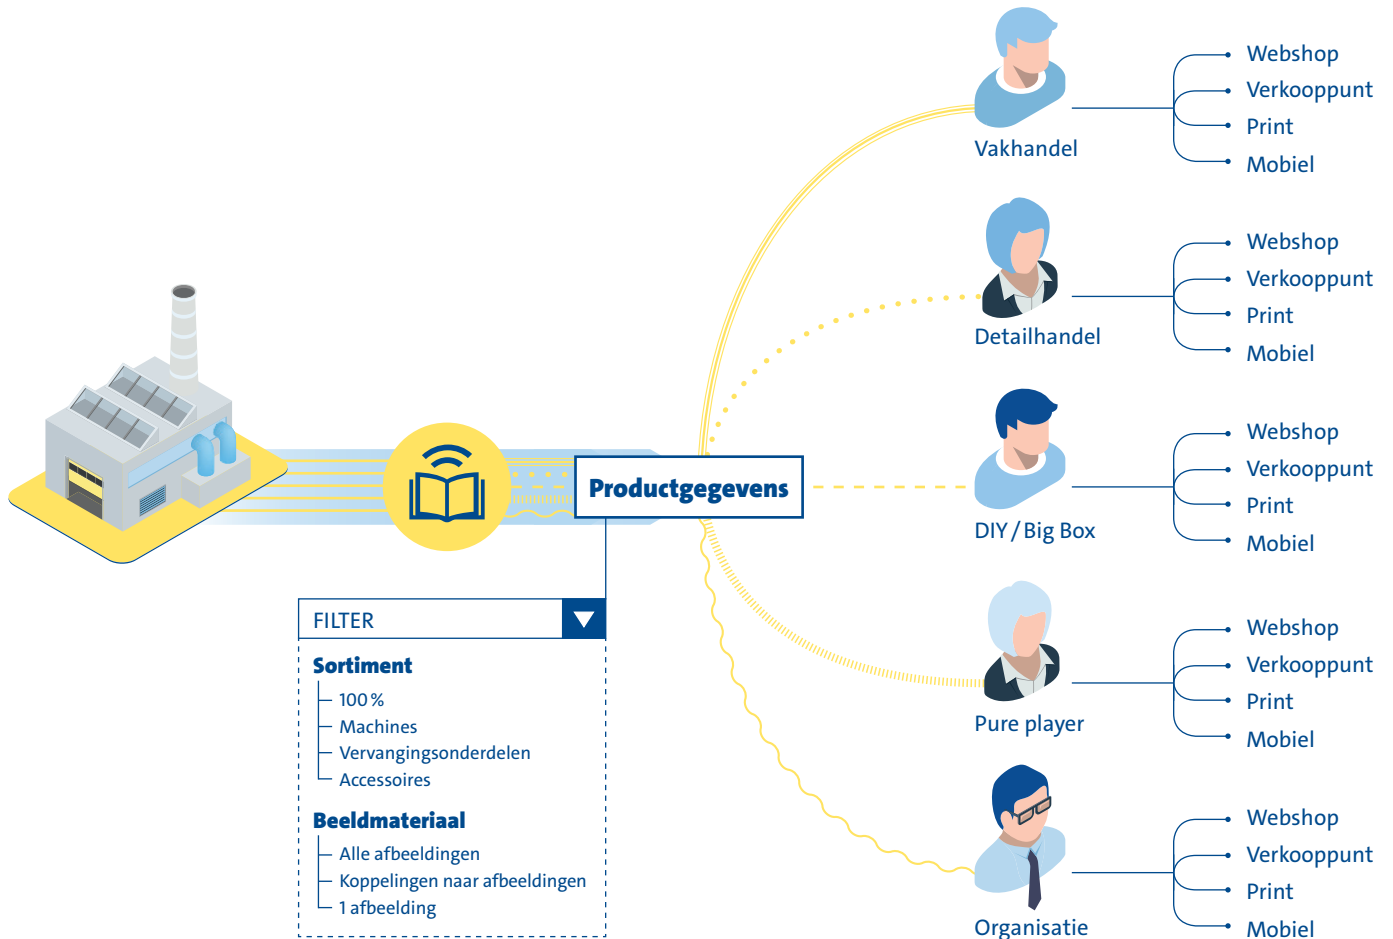 Webshop
Verkooppunt
Print
Mobiel
Vakhandel
Webshop
Verkooppunt
Print
Mobiel
Detailhandel
Productgegevens
Webshop
Verkooppunt
Print
Mobiel
DIY / Big Box
FILTER
Sortiment
100 %
Machines
Vervangingsonderdelen
Accessoires
Beeldmateriaal
Alle afbeeldingen
Koppelingen naar afbeeldingen
1 afbeelding
Webshop
Verkooppunt
Print
Mobiel
Pure player
Webshop
Verkooppunt
Print
Mobiel
Organisatie